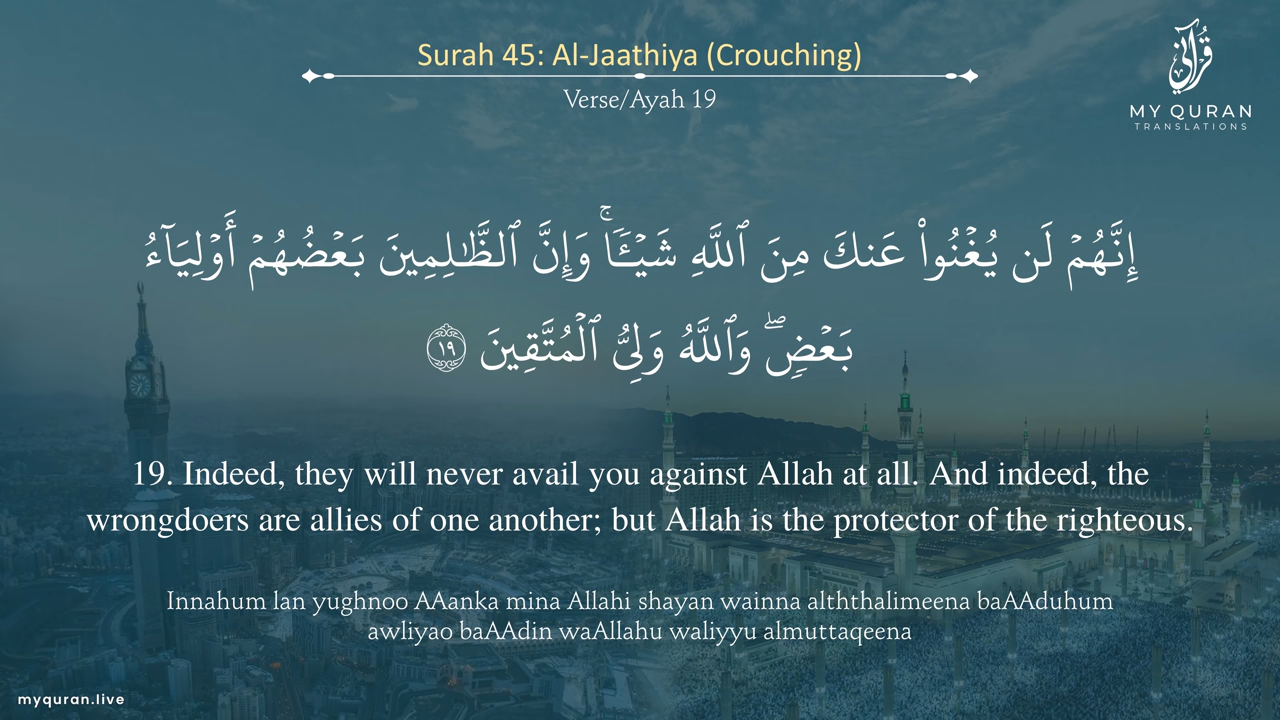 Surah 45: Al-Jaathiya (Crouching)
Verse/Ayah 19
قرآني
MY QURAN
TRANSLATIONS
إِنَّهُمْ لَن يُغْنُوا۟ عَنكَ مِنَ ٱللَّهِ شَيْـًٔا ۚ وَإِنَّ ٱلظَّـٰلِمِينَ بَعْضُهُمْ أَوْلِيَآءُ
بَعْضٍ ۖ وَٱللَّهُ وَلِىُّ ٱلْمُتَّقِينَ ١٩
19. Indeed, they will never avail you against Allah at all. And indeed, the
wrongdoers are allies of one another; but Allah is the protector of the righteous.
Innahum lan yughnoo AAanka mina Allahi shayan wainna alththalimeena baAAduhum
awliyao baAAdin waAllahu waliyyu almuttaqeena
myquran.live